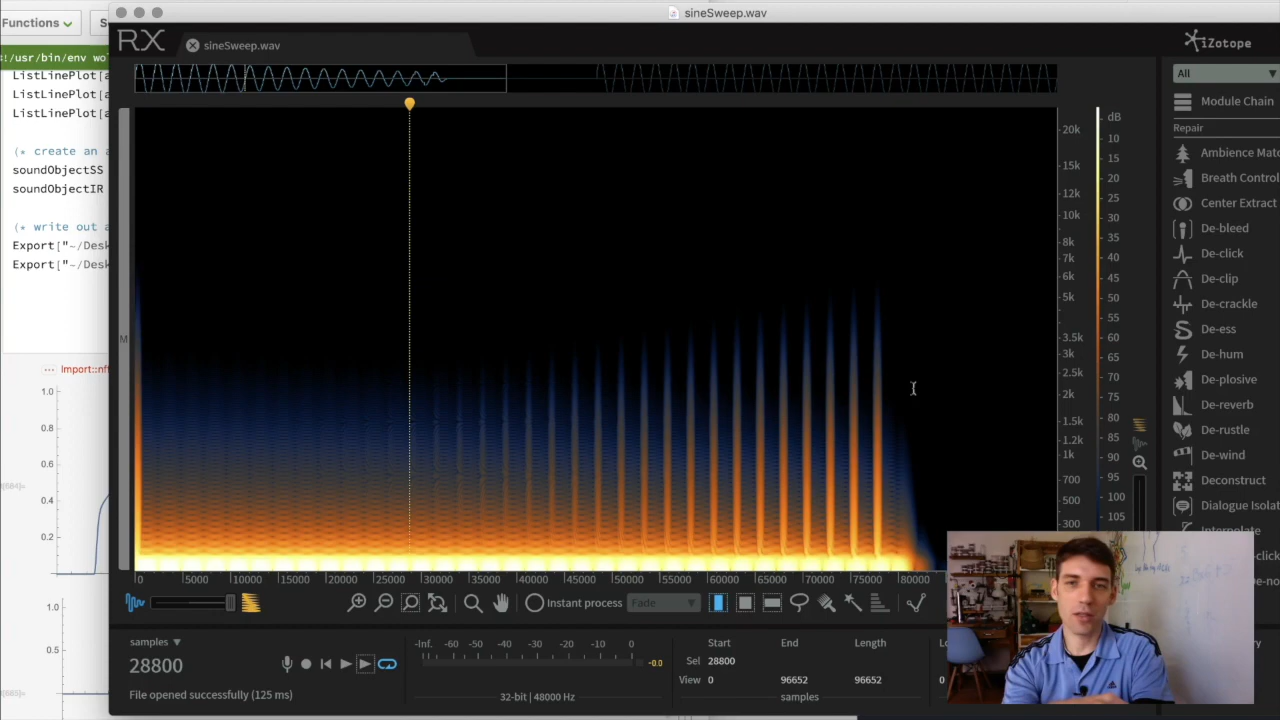 sineSweep.wav
Functions
S
RX
sineSweep.wav
iZotope
#!/usr/bin/env wo
ListLinePlot[a
ListLinePlot[a
ListLinePlot[a
(* create an a
soundObjectSS
soundObjectIR
(* write out a
Export["~/Desk
Export["~/Desk
... Import::nff
1.0
0.8
0.6
0.4
0.2
1.0
0.5
M
20k
15k
12k
10k
8k
7k
6k
5k
3.5k
3k
2.5k
2k
1.5k
1.2k
1k
700
500
300
dB
10
15
20
25
30
35
40
45
50
55
60
65
70
75
80
85
90
95
100
105
All
Module Chain
Repair
Ambience Matc
Breath Control
Center Extract
De-bleed
De-click
De-clip
De-crackle
De-ess
De-hum
De-plosive
De-reverb
De-rustle
De-wind
Deconstruct
Dialogue Isolat
Interpolate
0 5000 10000 15000 20000 25000 30000 35000 40000 45000 50000 55000 60000 65000 70000 75000 80000
Instant process Fade
samples
28800
File opened successfully (125 ms)
-Inf. -60 -50 -40 -30 -20 -10 0
-0.0
32-bit | 48000 Hz
Start End Length
Sel 28800
View 0 96652 96652 0
samples